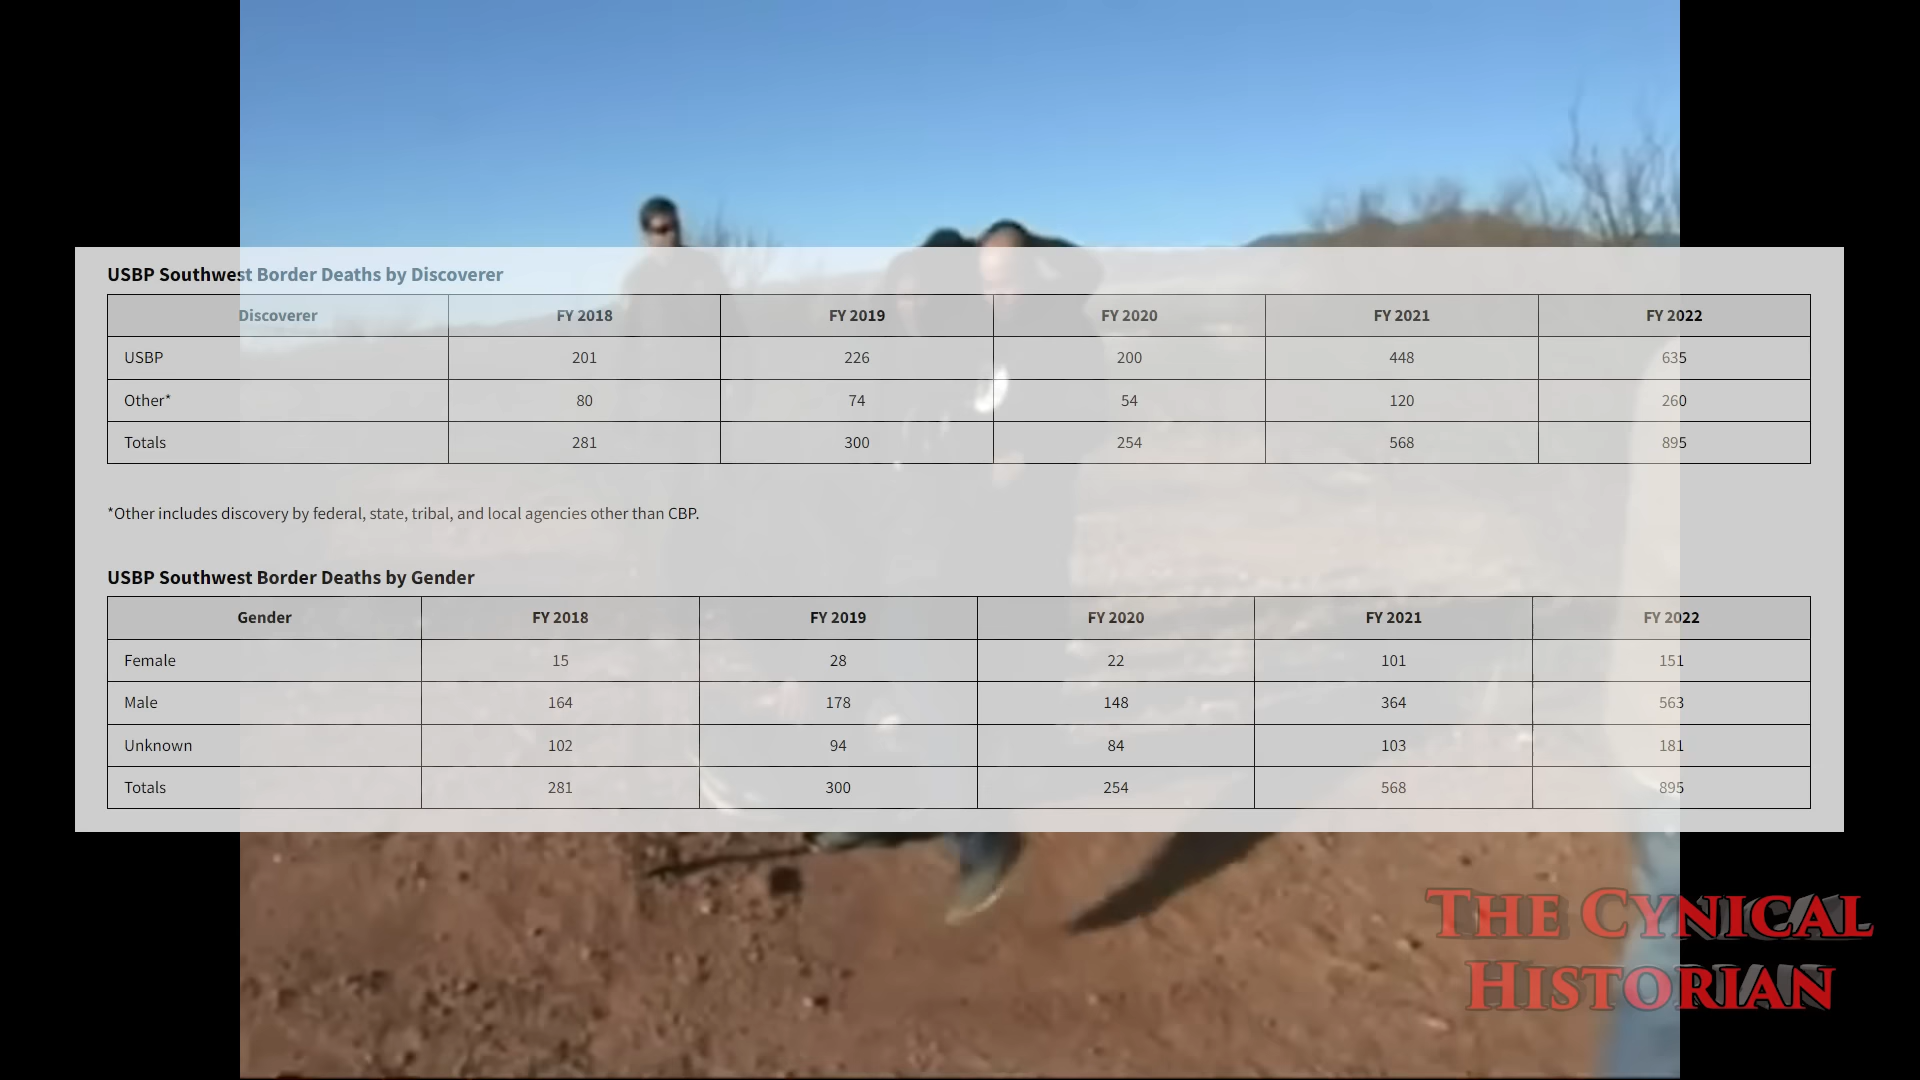 USBP Southwest Border Deaths by Discoverer
Discoverer FY 2018 FY 2019 FY 2020 FY 2021 FY 2022
USBP 201 226 200 448 635
Other* 80 74 54 120 260
Totals 281 300 254 568 895
*Other includes discovery by federal, state, tribal, and local agencies other than CBP.
USBP Southwest Border Deaths by Gender
Gender FY 2018 FY 2019 FY 2020 FY 2021 FY 2022
Female 15 28 22 101 151
Male 164 178 148 364 563
Unknown 102 94 84 103 181
Totals 281 300 254 568 895
THE CYNICAL
HISTORIAN